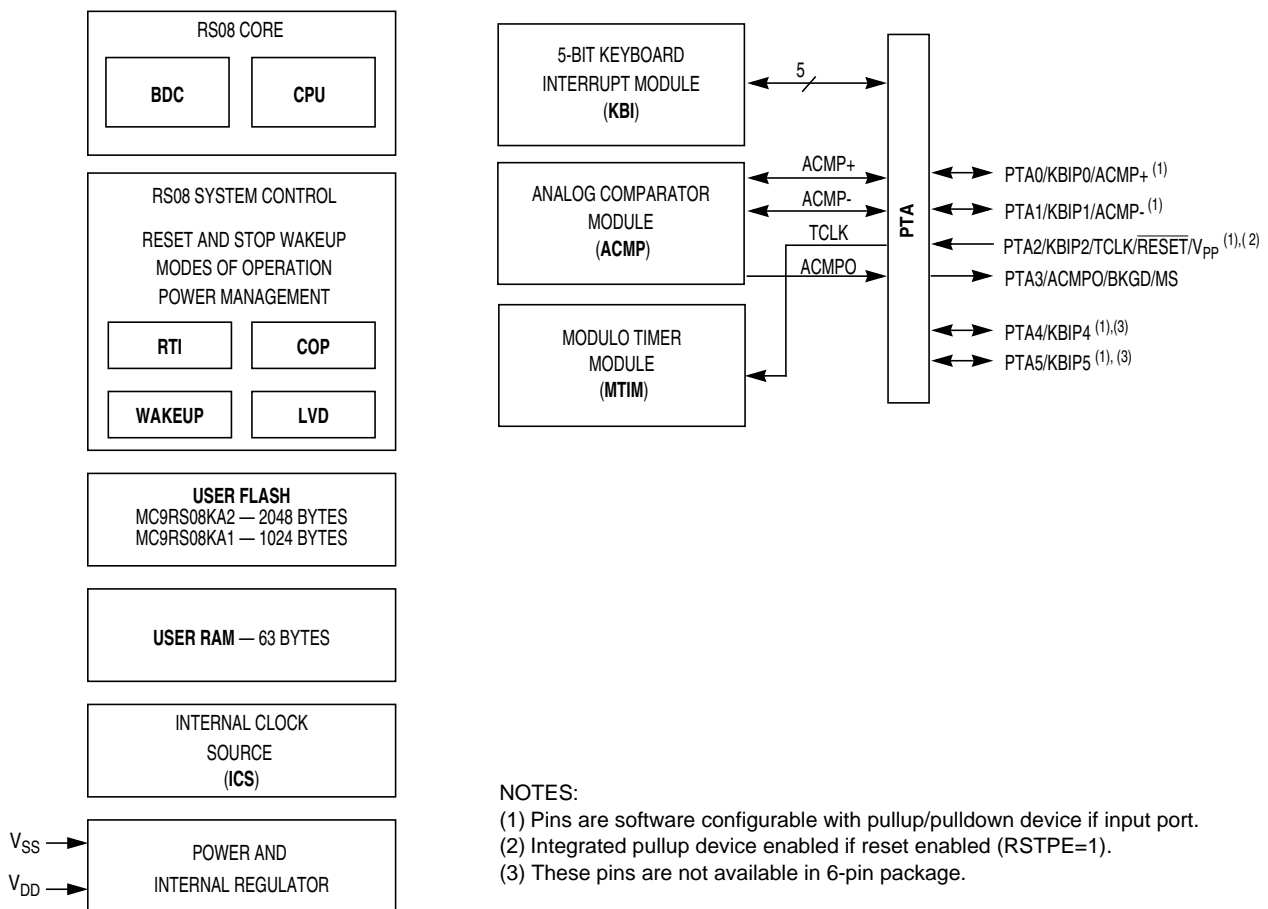 RS08 CORE
BDC
CPU
RS08 SYSTEM CONTROL
RESET AND STOP WAKEUP
MODES OF OPERATION
POWER MANAGEMENT
RTI
COP
WAKEUP
LVD
USER FLASH
MC9RS08KA2 — 2048 BYTES
MC9RS08KA1 — 1024 BYTES
USER RAM — 63 BYTES
INTERNAL CLOCK
SOURCE
(ICS)
VSS
VDD
POWER AND
INTERNAL REGULATOR
5-BIT KEYBOARD
INTERRUPT MODULE
(KBI)
5
ANALOG COMPARATOR
MODULE
(ACMP)
ACMP+
ACMP-
TCLK
ACMPO
MODULO TIMER
MODULE
(MTIM)
PTA
PTA0/KBIP0/ACMP+ (1)
PTA1/KBIP1/ACMP- (1)
PTA2/KBIP2/TCLK/RESET/VPP (1),( 2)
PTA3/ACMPO/BKGD/MS
PTA4/KBIP4 (1),(3)
PTA5/KBIP5 (1), (3)
NOTES:
(1) Pins are software configurable with pullup/pulldown device if input port.
(2) Integrated pullup device enabled if reset enabled (RSTPE=1).
(3) These pins are not available in 6-pin package.